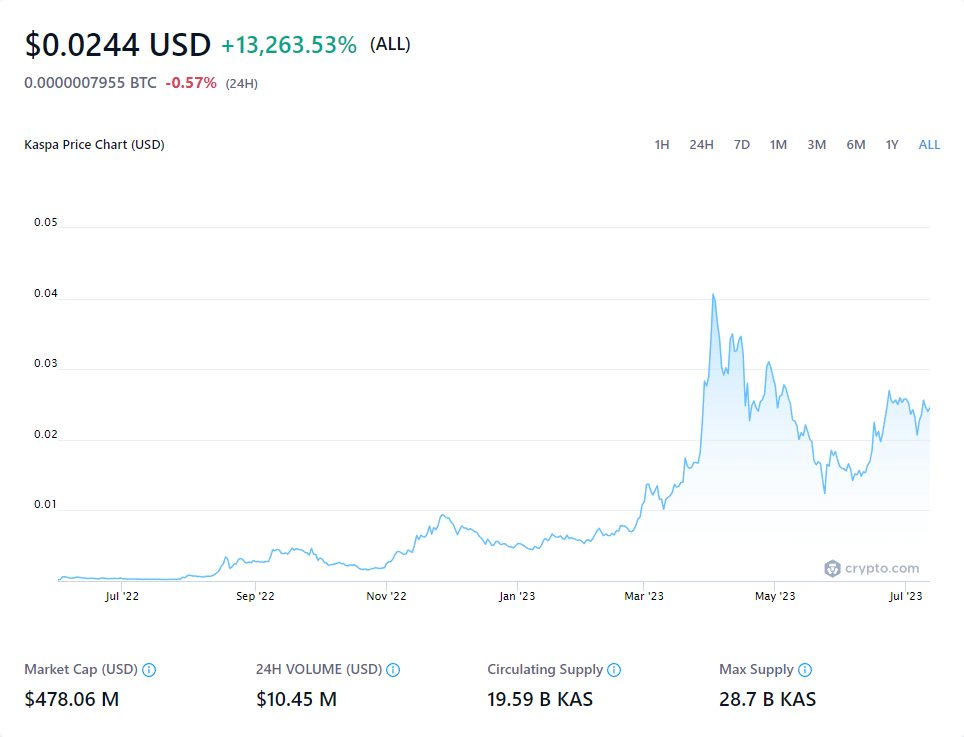 $0.0244 USD +13,263.53% (ALL)
0.0000007955 BTC -0.57% (24H)
Kaspa Price Chart (USD) 1H 24H 7D 1M 3M 6M 1Y ALL
0.05
0.04
0.03
0.02
0.01
crypto.com
Jul '22 Sep '22 Nov '22 Jan '23 Mar '23 May '23 Jul '23
Market Cap (USD) 24H VOLUME (USD) Circulating Supply Max Supply
$478.06 M $10.45 M 19.59 B KAS 28.7 B KAS